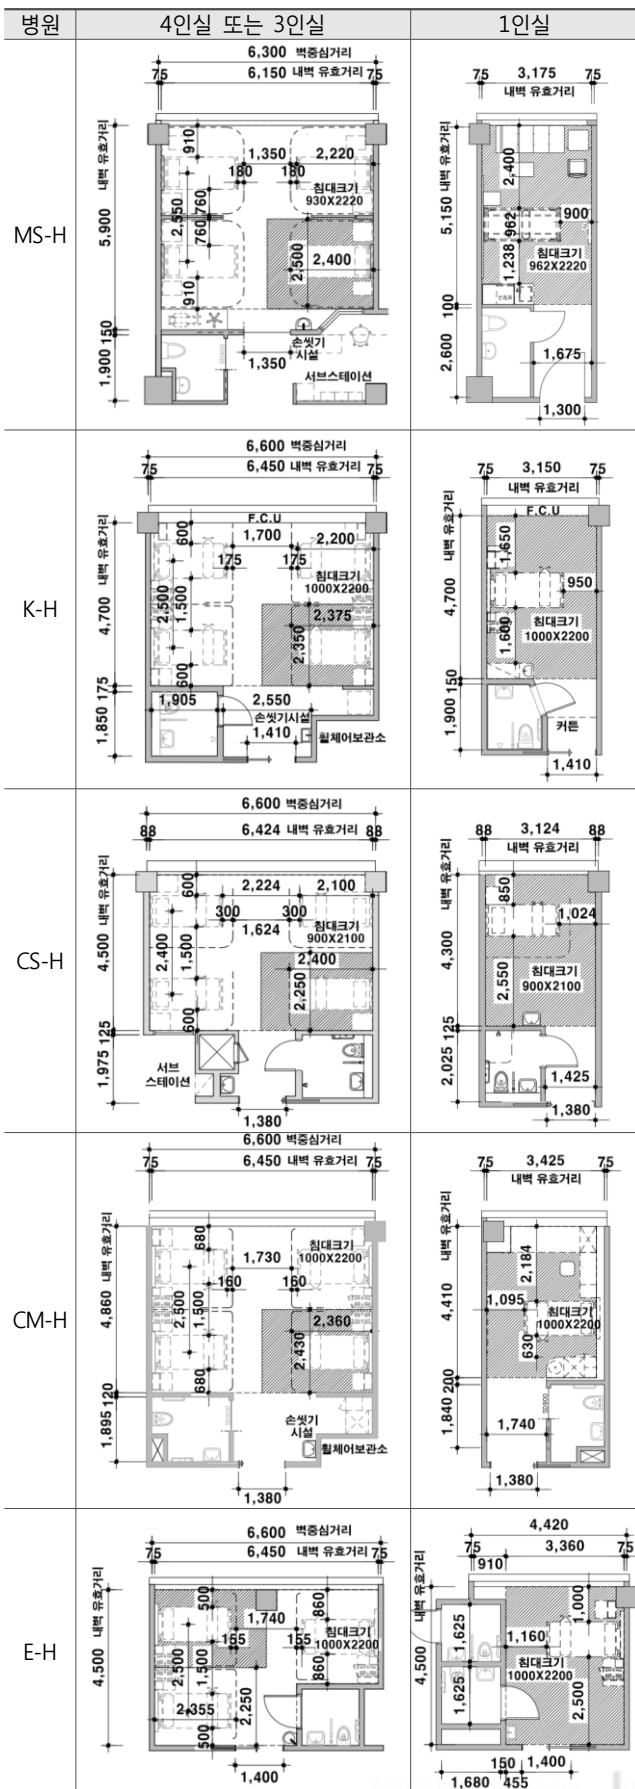 병원 4인실 또는 3인실 1인실
MS-H
6,300 벽중심거리
75 6,150 내벽 유효거리 75
5,900 내벽 유효거리
910
1,350 2,220
180 180
침대크기
930X2220
2,550
760
760
2,500
2,400
910
150
손씻기
시설
1,900
1,350
서브스테이션
75 3,175 75
내벽 유효거리
5,150 내벽 유효거리
2,400
900
962
침대크기
962X2220
1,238
100
2,600
1,675
1,300
K-H
6,600 벽중심거리
75 6,450 내벽 유효거리 75
F.C.U
4,700 내벽 유효거리
600
1,700 2,200
175 175
침대크기
1000X2200
2,500
1,500
2,375
2,350
600
175
1,850
1,905 2,550
손씻기시설
1,410 휠체어보관소
75 3,150 75
내벽 유효거리
F.C.U
4,700 내벽 유효거리
1,650
950
침대크기
1000X2200
1,600
150
1,900
커튼
1,410
CS-H
6,600 벽중심거리
88 6,424 내벽 유효거리 88
4,500 내벽 유효거리
600
2,224 2,100
300 300
1,624
침대크기
900X2100
2,400
1,500
2,400
2,250
600
125
1,975
서브
스테이션
1,380
88 3,124 88
내벽 유효거리
4,300 내벽 유효거리
850
1,024
침대크기
900X2100
2,550
125
2,025
1,425
1,380
CM-H
6,600 벽중심거리
75 6,450 내벽 유효거리 75
4,860 내벽 유효거리
680
1,730
침대크기
1000X2200
160 160
2,500
1,500
2,360
2,430
680
120
1,895
SD900
손씻기
시설
휠체어보관소
1,380
75 3,425 75
내벽 유효거리
4,410 내벽 유효거리
2,184
1,095
침대크기
1000X2200
630
200
1,840
SD900
1,740
1,380
E-H
6,600 벽중심거리
75 6,450 내벽 유효거리 75
4,500 내벽 유효거리
500
1,740
860
155 155
침대크기
1000X2200
2,500
1,500
860
2,355
2,250
500
1,400
4,420
75 3,360 75
910
4,500 내벽 유효거리
1,000
1,625
1,160
침대크기
1000X2200
1,625
2,500
150 1,400
1,680 455